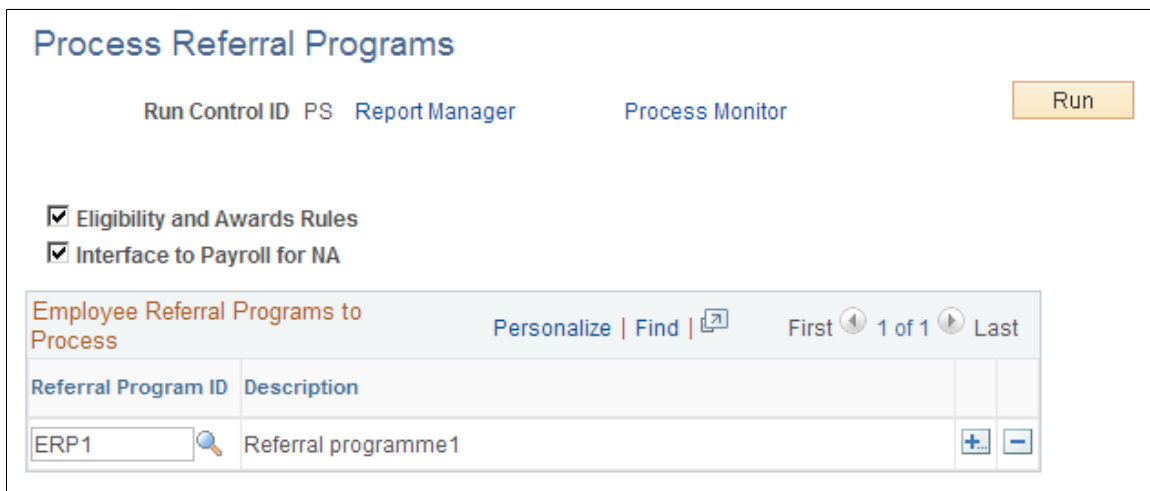 Process Referral Programs
Run Control ID PS Report Manager Process Monitor Run
Eligibility and Awards Rules
Interface to Payroll for NA
Employee Referral Programs to
Process
Personalize | Find | First 1 of 1 Last
Referral Program ID Description
ERP1 Referral programme1